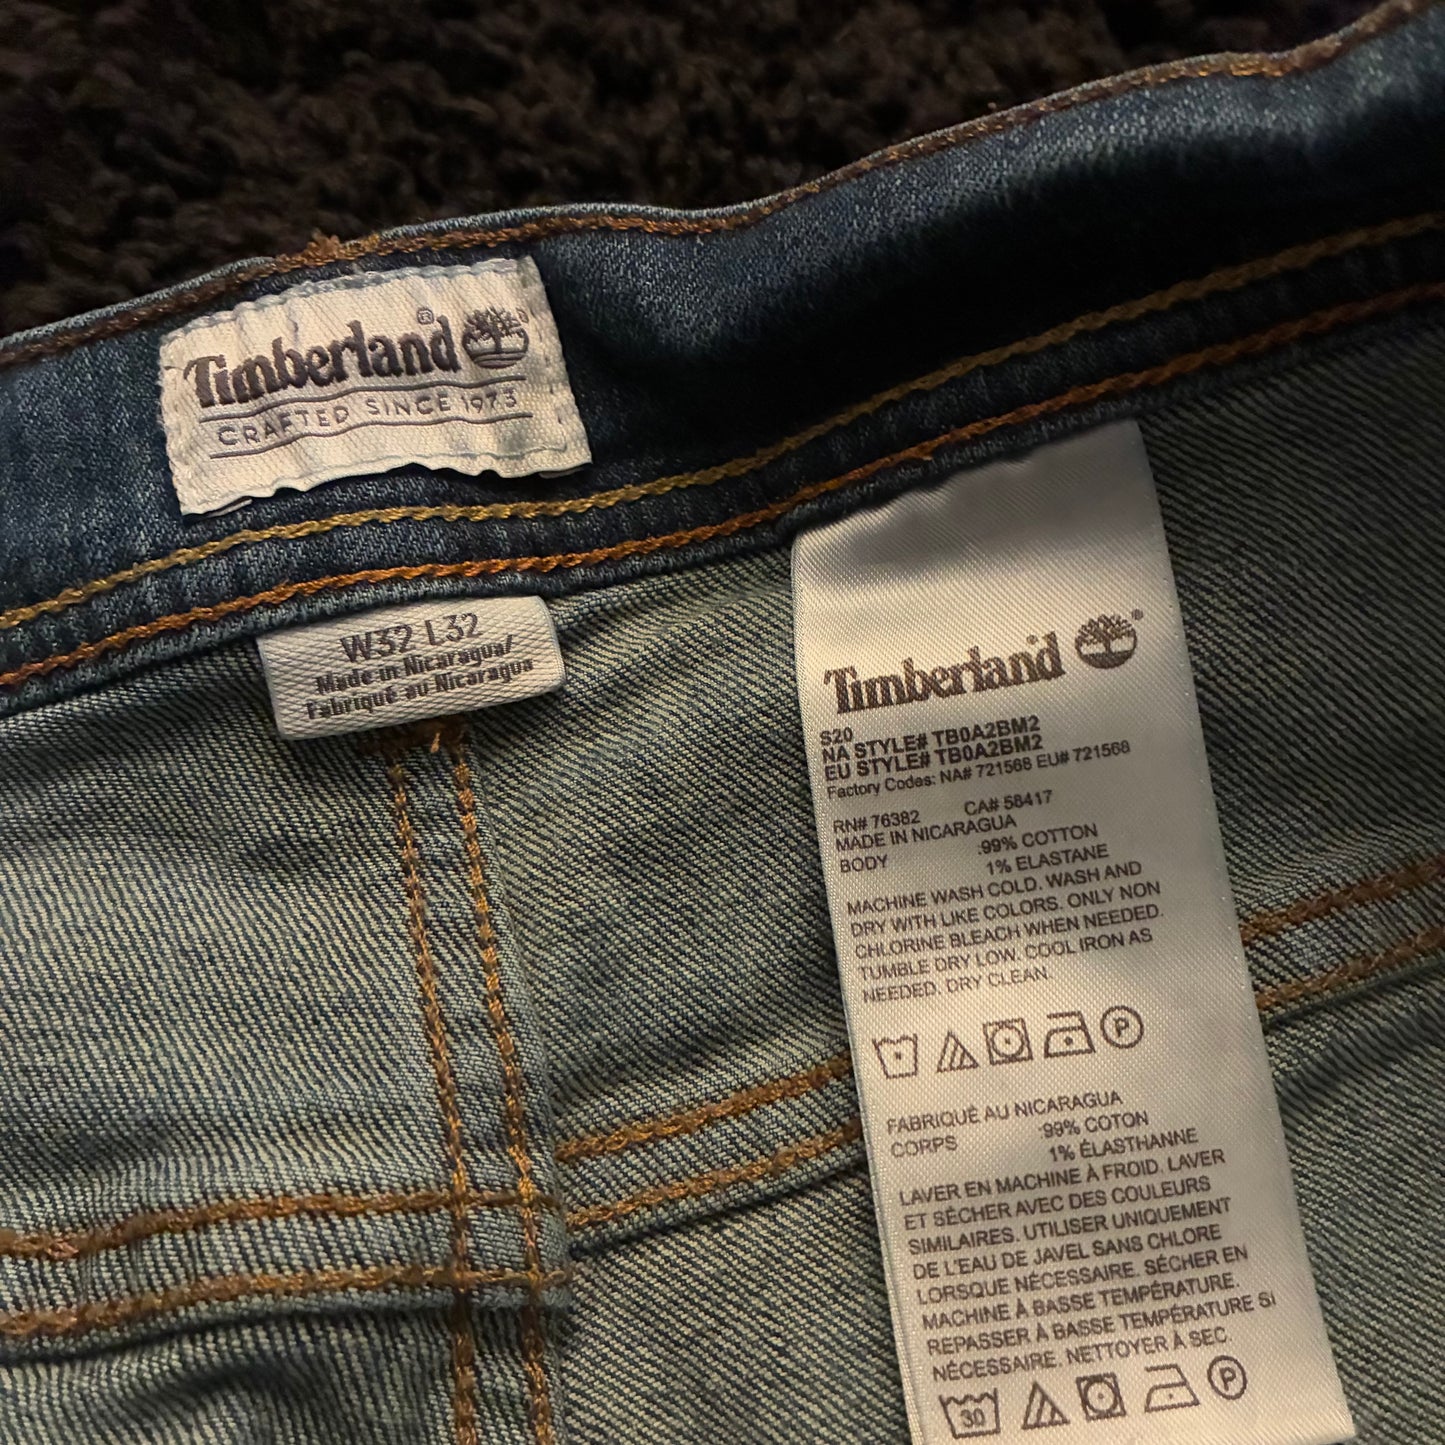 Timberland®
CRAFTED SINCE 1973
W32 L32
Made in Nicaragua/
Fabriqué au Nicaragua
Timberland®
S20
NA STYLE# TB0A2BM2
EU STYLE# TB0A2BM2
Factory Codes: NA# 721568 EU# 721568
RN# 76382 CA# 58417
MADE IN NICARAGUA
BODY .99% COTTON
1% ELASTANE
MACHINE WASH COLD. WASH AND
DRY WITH LIKE COLORS. ONLY NON
CHLORINE BLEACH WHEN NEEDED.
TUMBLE DRY LOW. COOL IRON AS
NEEDED. DRY CLEAN.
P
FABRIQUÉ AU NICARAGUA
CORPS .99% COTON
1% ÉLASTHANNE
LAVER EN MACHINE À FROID. LAVER
ET SÉCHER AVEC DES COULEURS
SIMILAIRES. UTILISER UNIQUEMENT
DE L'EAU DE JAVEL SANS CHLORE
LORSQUE NÉCESSAIRE. SÉCHER EN
MACHINE À BASSE TEMPÉRATURE.
REPASSER À BASSE TEMPÉRATURE SI
NÉCESSAIRE. NETTOYER À SEC.
30 P